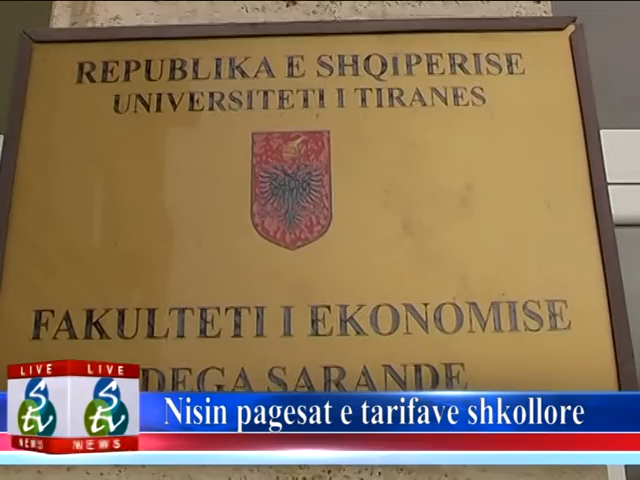 REPUBLIKA E SHQIPERISE
UNIVERSITETI I TIRANES
FAKULTETI I EKONOMISE
DEGA SARANDE
LIVE
LIVE
Stv
Stv
NEWS
NEWS
Nisin pagesat e tarifave shkollore